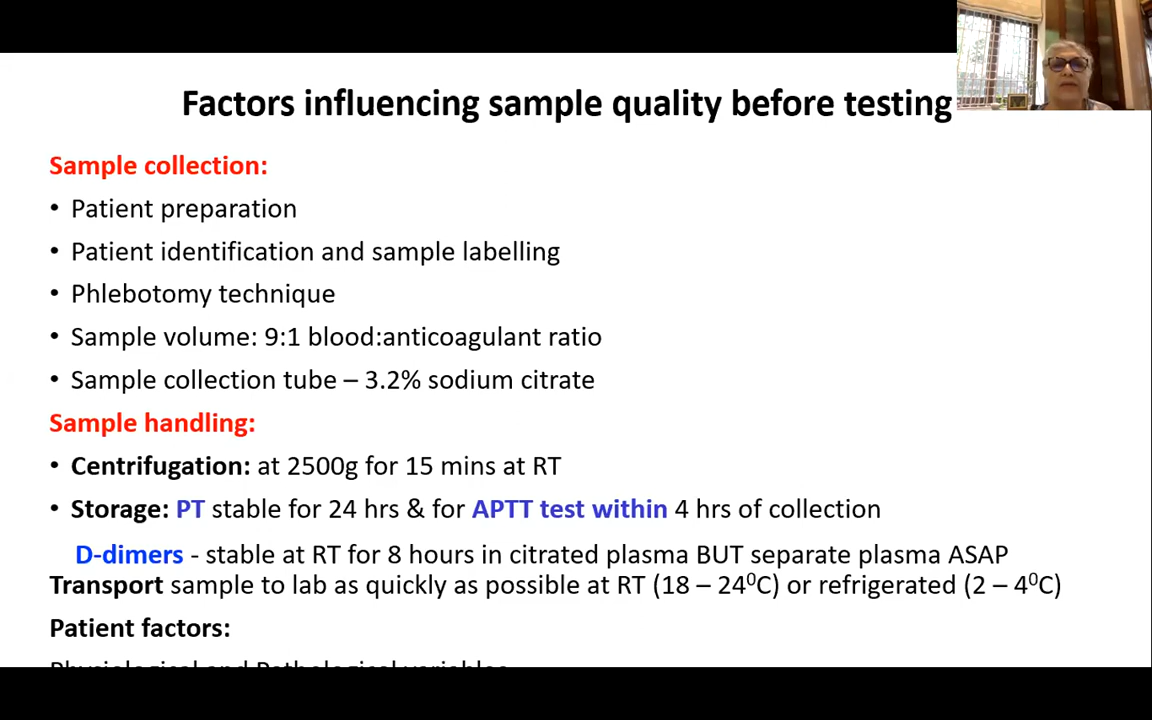 Factors influencing sample quality before testing
Sample collection:
• Patient preparation
• Patient identification and sample labelling
• Phlebotomy technique
• Sample volume: 9:1 blood:anticoagulant ratio
• Sample collection tube – 3.2% sodium citrate
Sample handling:
• Centrifugation: at 2500g for 15 mins at RT
• Storage: PT stable for 24 hrs & for APTT test within 4 hrs of collection
D-dimers - stable at RT for 8 hours in citrated plasma BUT separate plasma ASAP
Transport sample to lab as quickly as possible at RT (18 – 24⁰C) or refrigerated (2 – 4⁰C)
Patient factors:
Physiological and Pathological variables